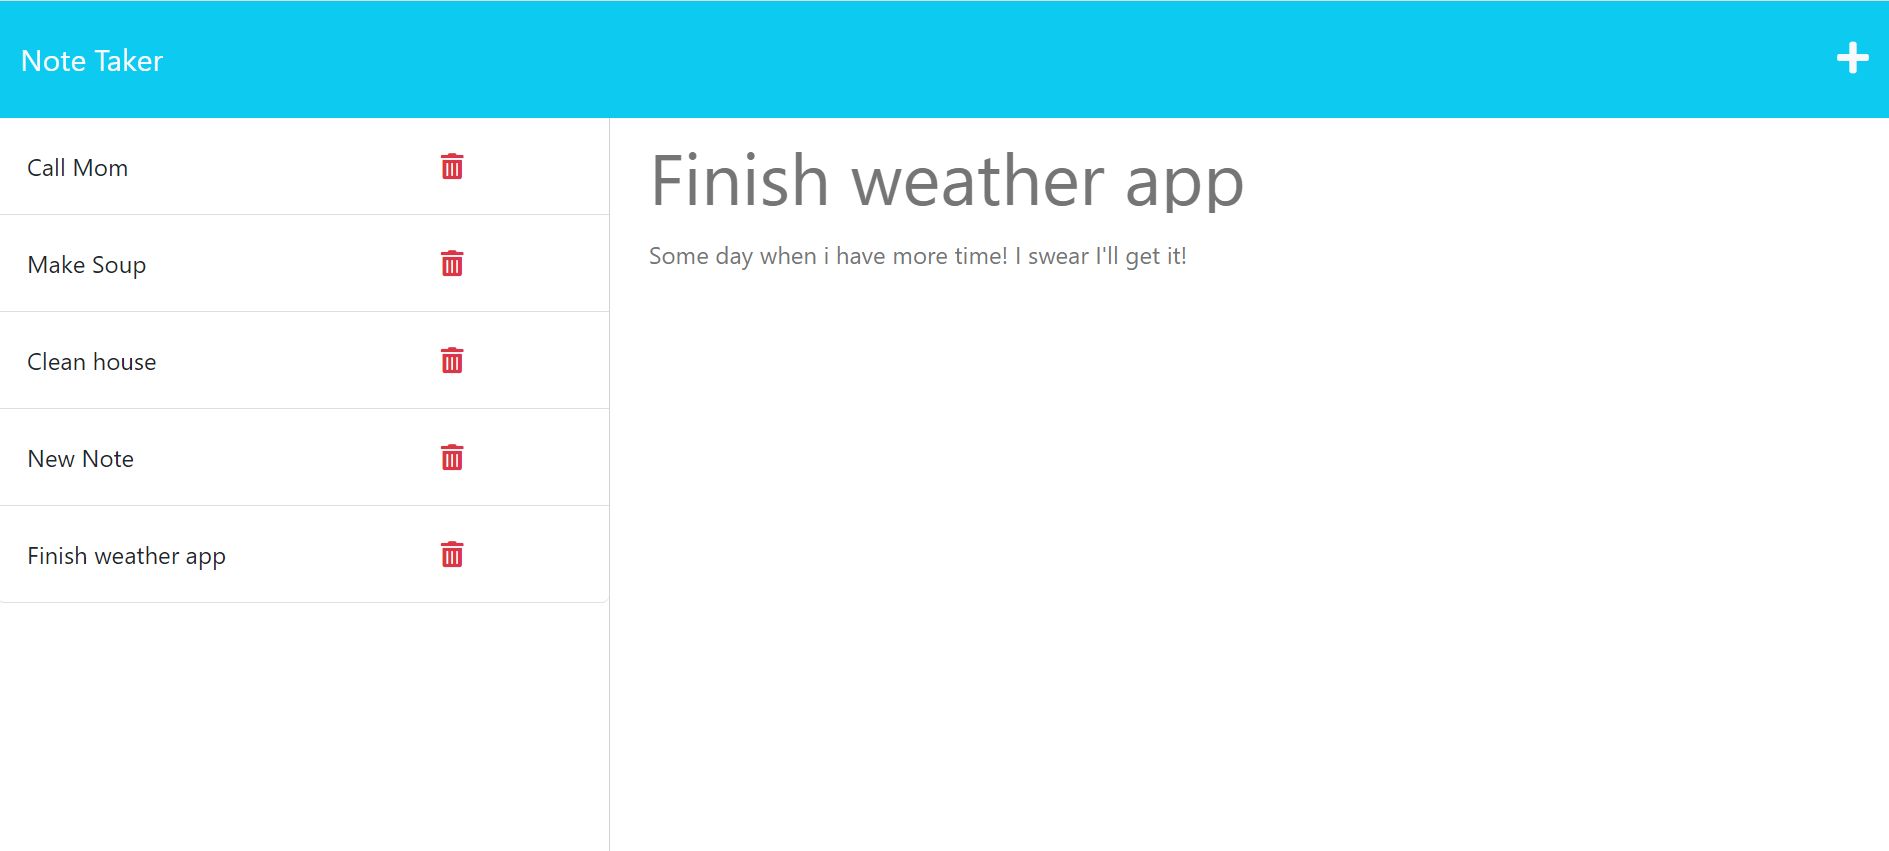 Note Taker
Call Mom
Make Soup
Clean house
New Note
Finish weather app
Finish weather app
Some day when i have more time! I swear I'll get it!